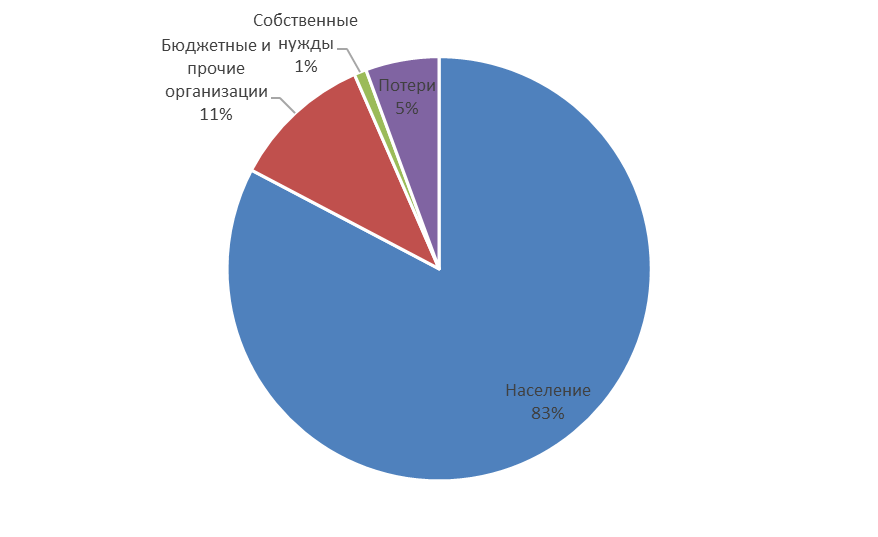 Собственные
нужды
1%
Бюджетные и
прочие
организации
11%
Потери
5%
Население
83%